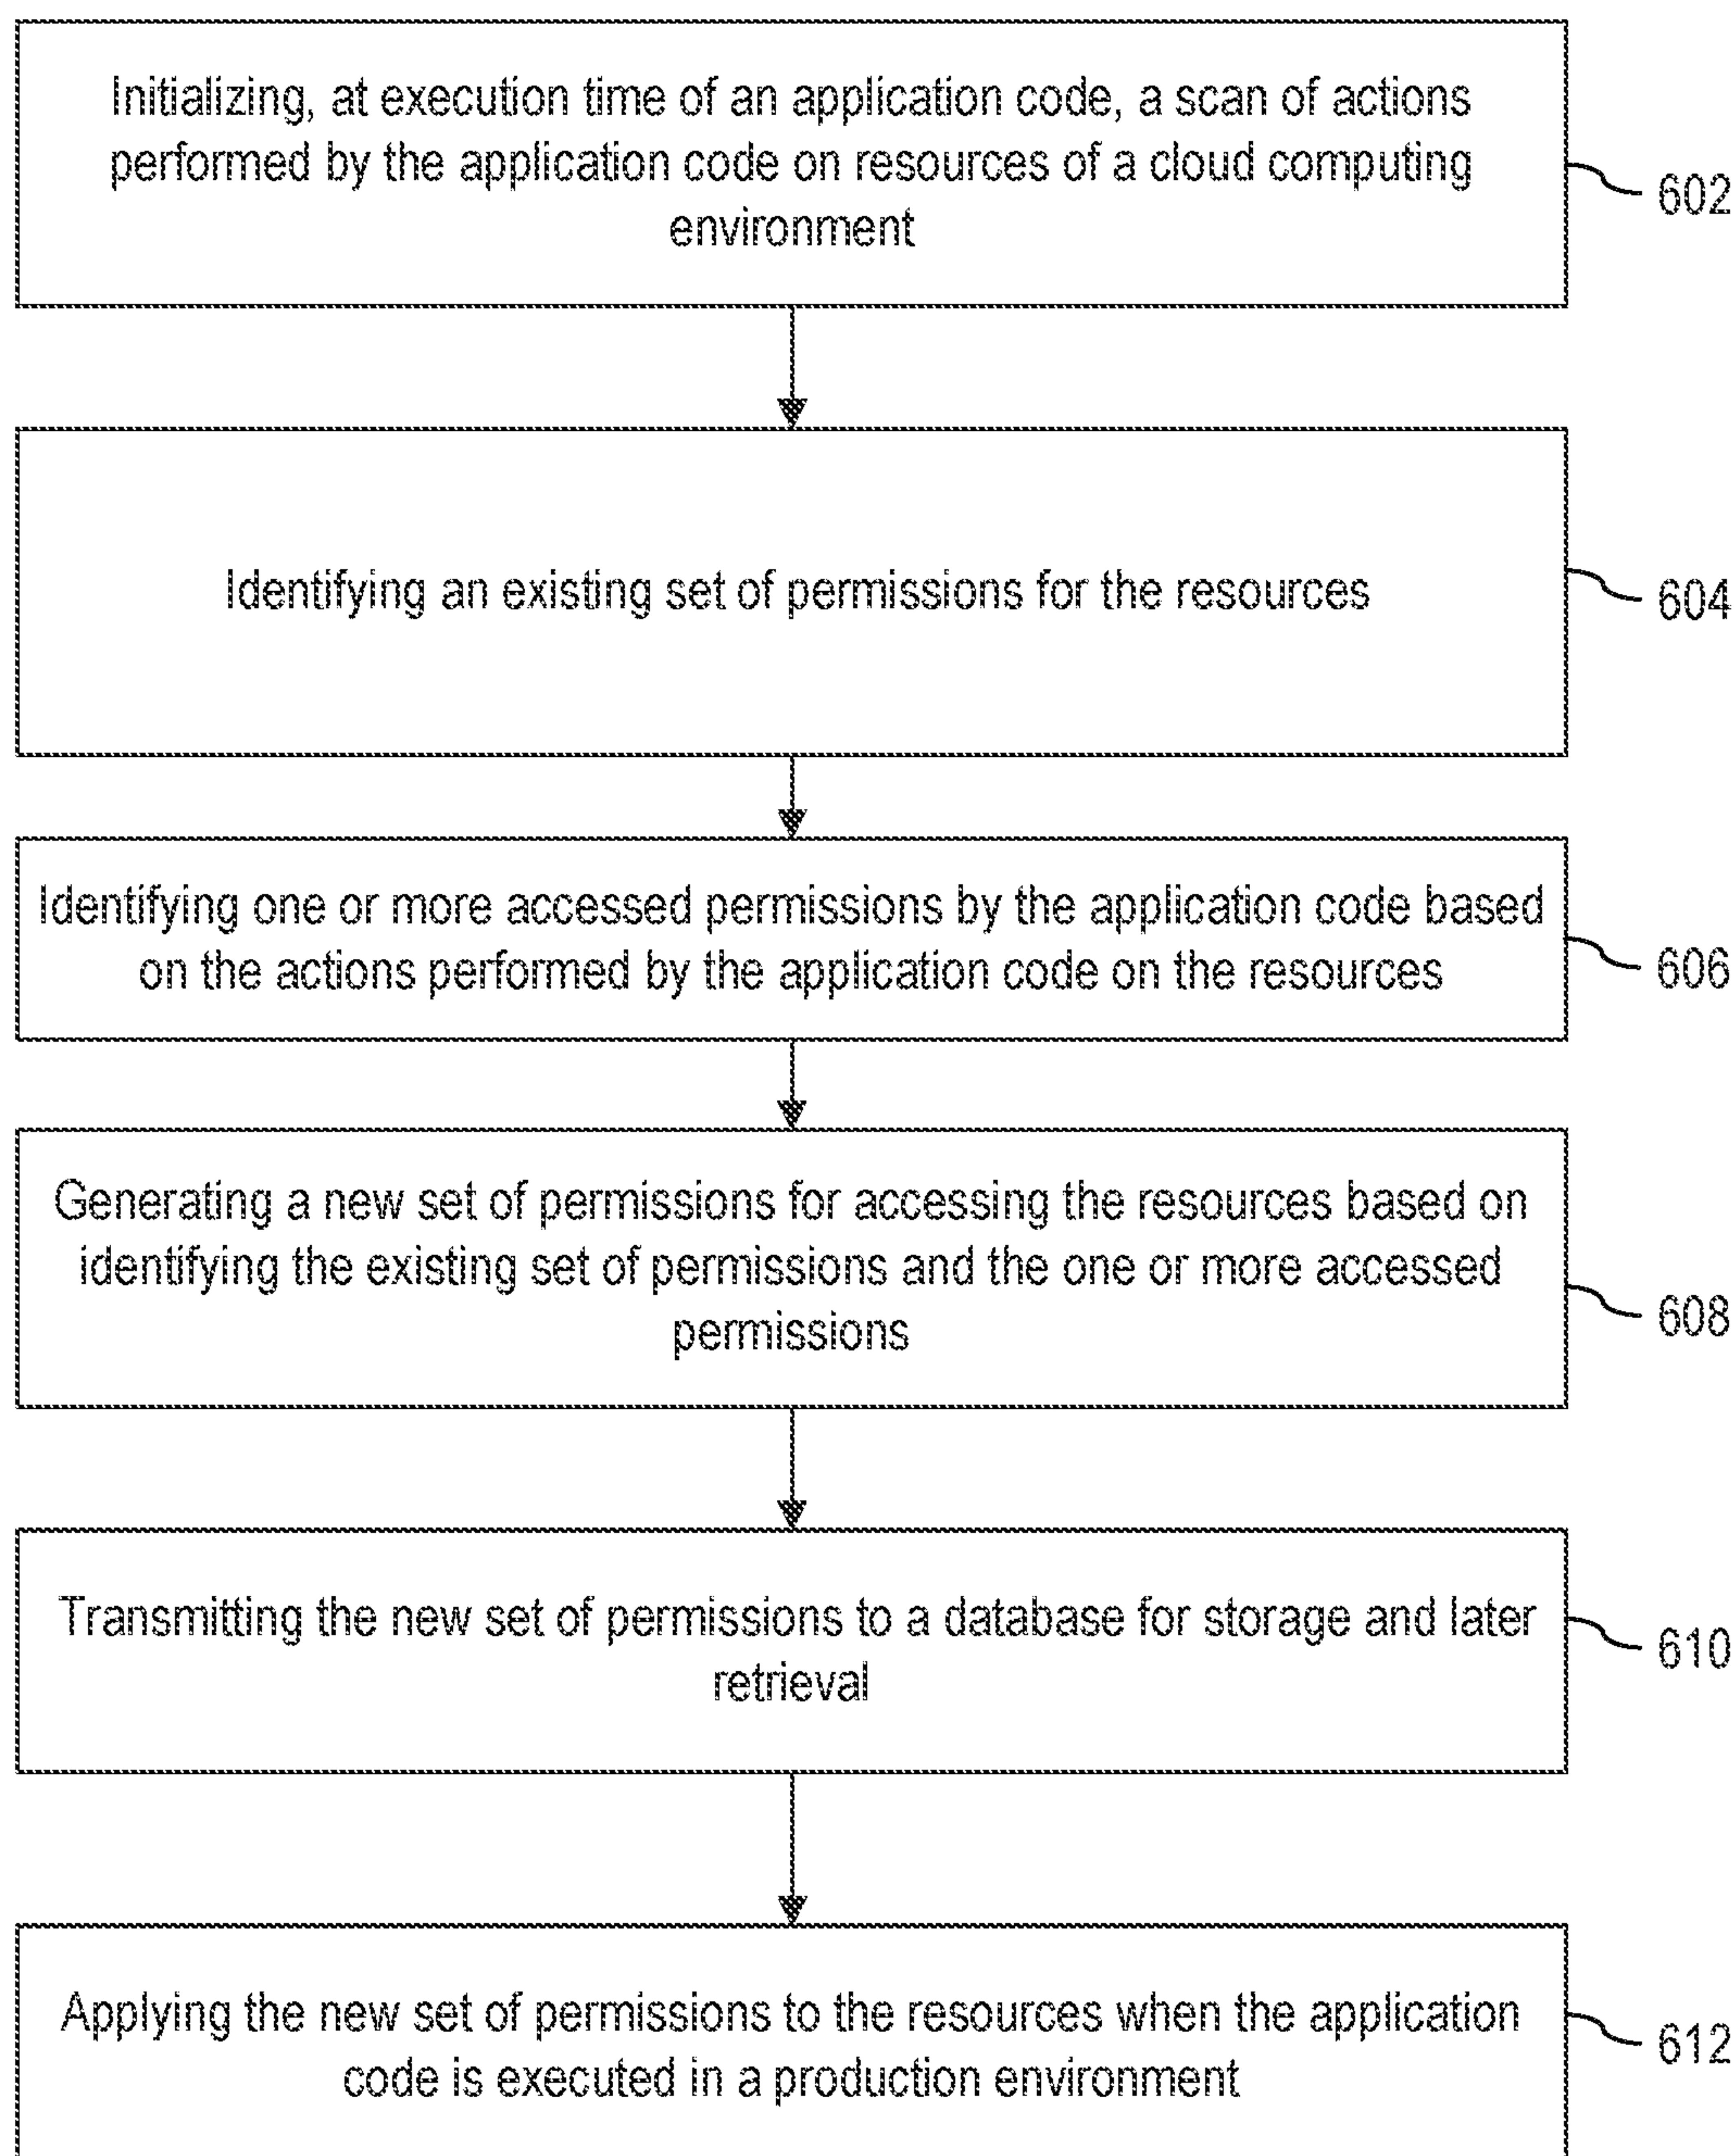 Initializing, at execution time of an application code, a scan of actions
performed by the application code on resources of a cloud computing
environment
602
Identifying an existing set of permissions for the resources
604
Identifying one or more accessed permissions by the application code based
on the actions performed by the application code on the resources
606
Generating a new set of permissions for accessing the resources based on
identifying the existing set of permissions and the one or more accessed
permissions
608
Transmitting the new set of permissions to a database for storage and later
retrieval
610
Applying the new set of permissions to the resources when the application
code is executed in a production environment
612